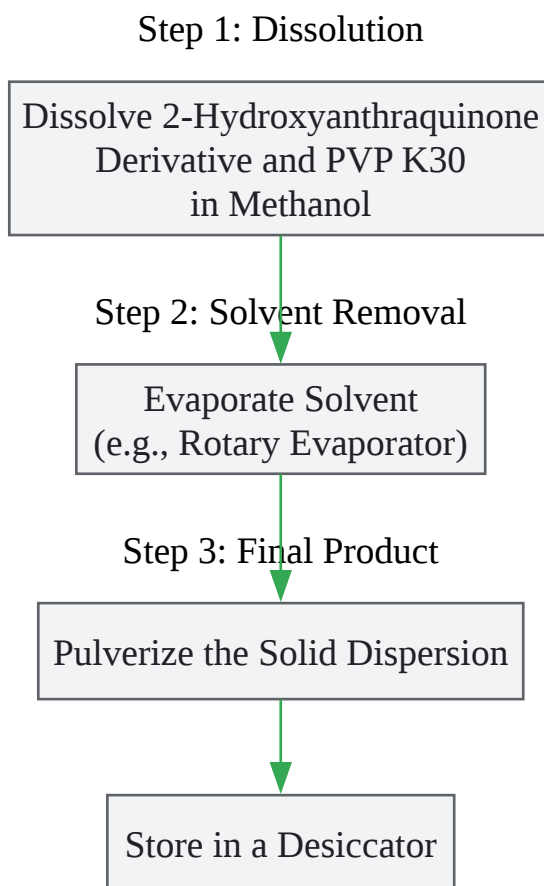 Step 1: Dissolution
Dissolve 2-Hydroxyanthraquinone
Derivative and PVP K30
in Methanol
Step 2: Solvent Removal
Evaporate Solvent
(e.g., Rotary Evaporator)
Step 3: Final Product
Pulverize the Solid Dispersion
Store in a Desiccator